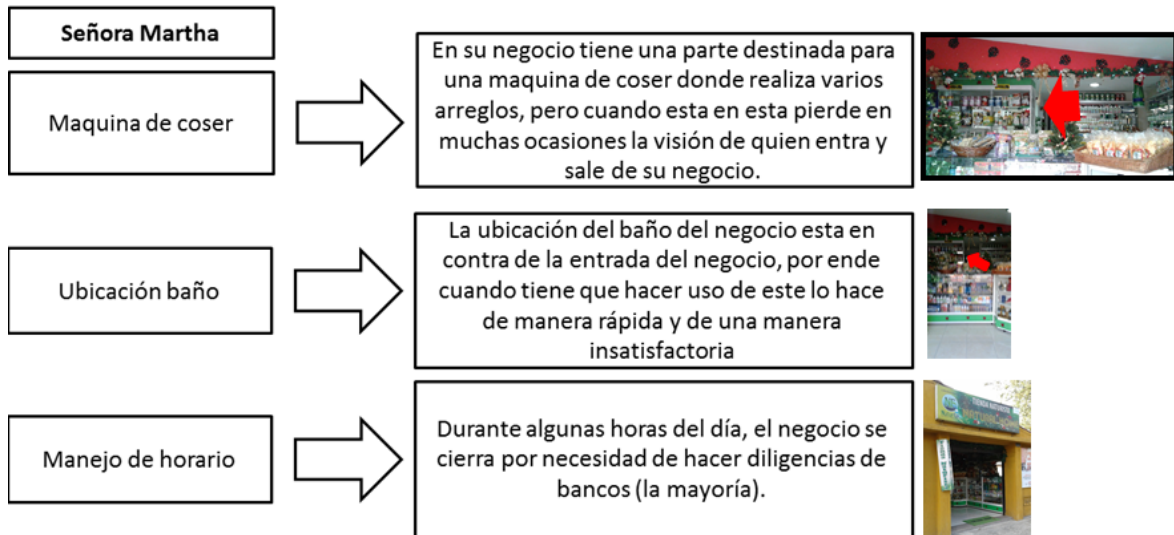 Señora Martha
Maquina de coser
En su negocio tiene una parte destinada para
una maquina de coser donde realiza varios
arreglos, pero cuando esta en esta pierde en
muchas ocasiones la visión de quien entra y
sale de su negocio.
Ubicación baño
La ubicación del baño del negocio esta en
contra de la entrada del negocio, por ende
cuando tiene que hacer uso de este lo hace
de manera rápida y de una manera
insatisfactoria
Manejo de horario
Durante algunas horas del día, el negocio se
cierra por necesidad de hacer diligencias de
bancos (la mayoría).
TIENDA NATURISTA